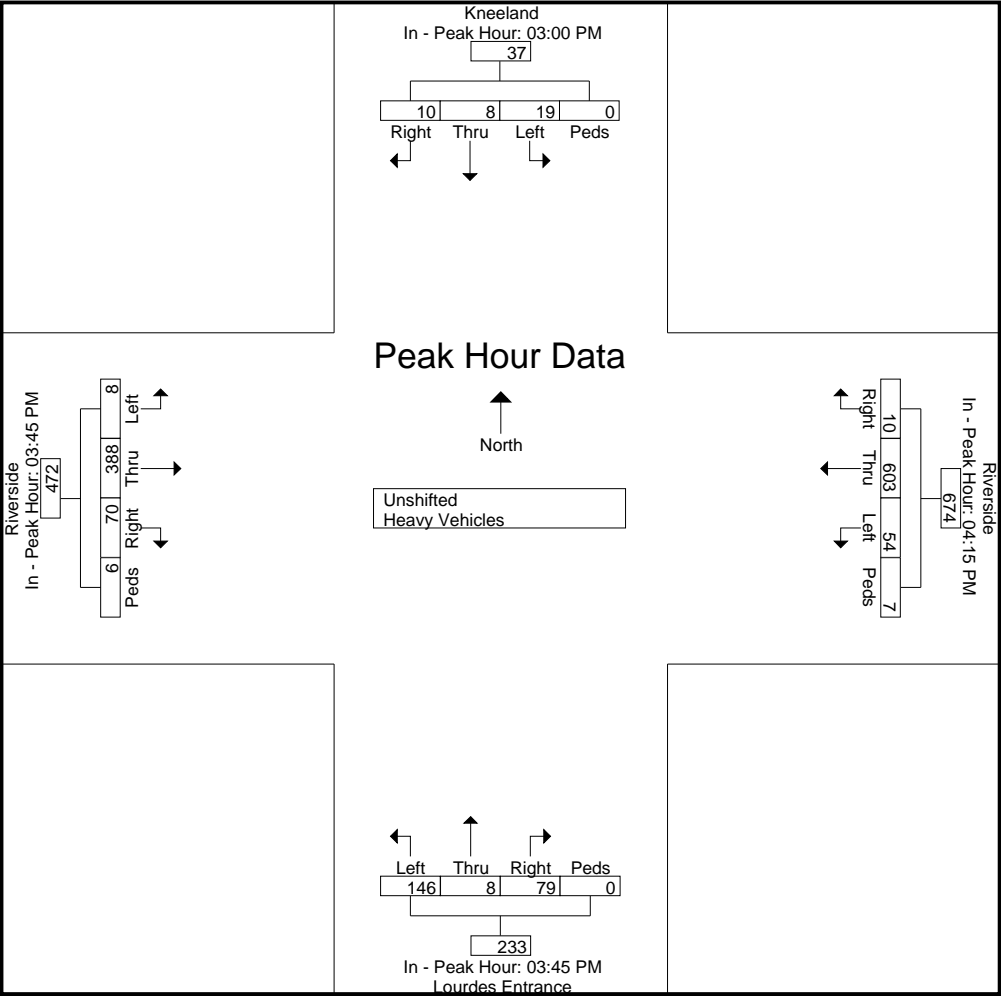 Kneeland
In - Peak Hour: 03:00 PM
37
10 8 19 0
Right Thru Left Peds
Peak Hour Data
North
Unshifted
Heavy Vehicles
Riverside
In - Peak Hour: 03:45 PM
472
8 388 70 6
Left Thru Right Peds
Riverside
In - Peak Hour: 04:15 PM
674
10 603 54 7
Right Thru Left Peds
Left Thru Right Peds
146 8 79 0
233
In - Peak Hour: 03:45 PM
Lourdes Entrance